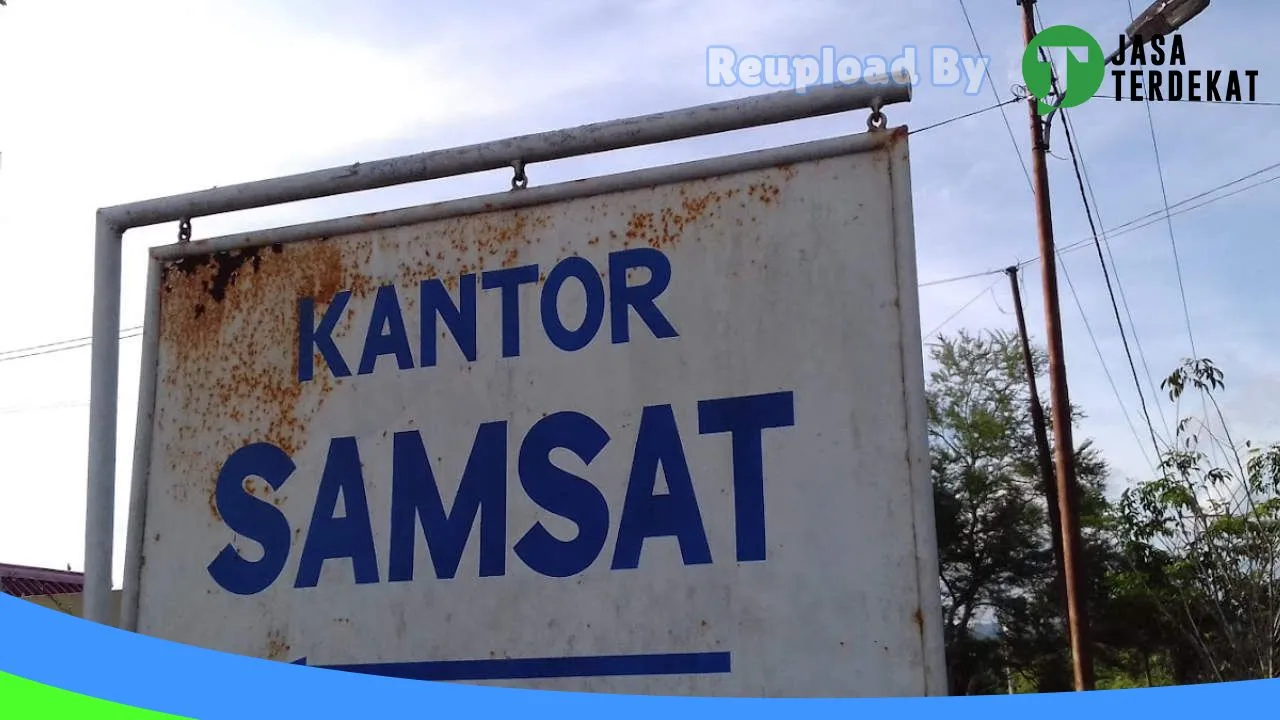 Reupload By
JASA
TERDEKAT
KANTOR
SAMSAT